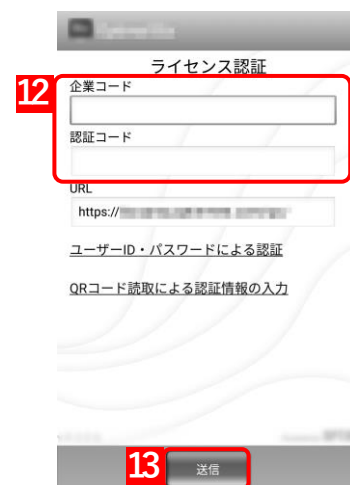 ライセンス認証
12
企業コード
認証コード
URL
https://
ユーザーID・パスワードによる認証
QRコード読取による認証情報の入力
13
送信